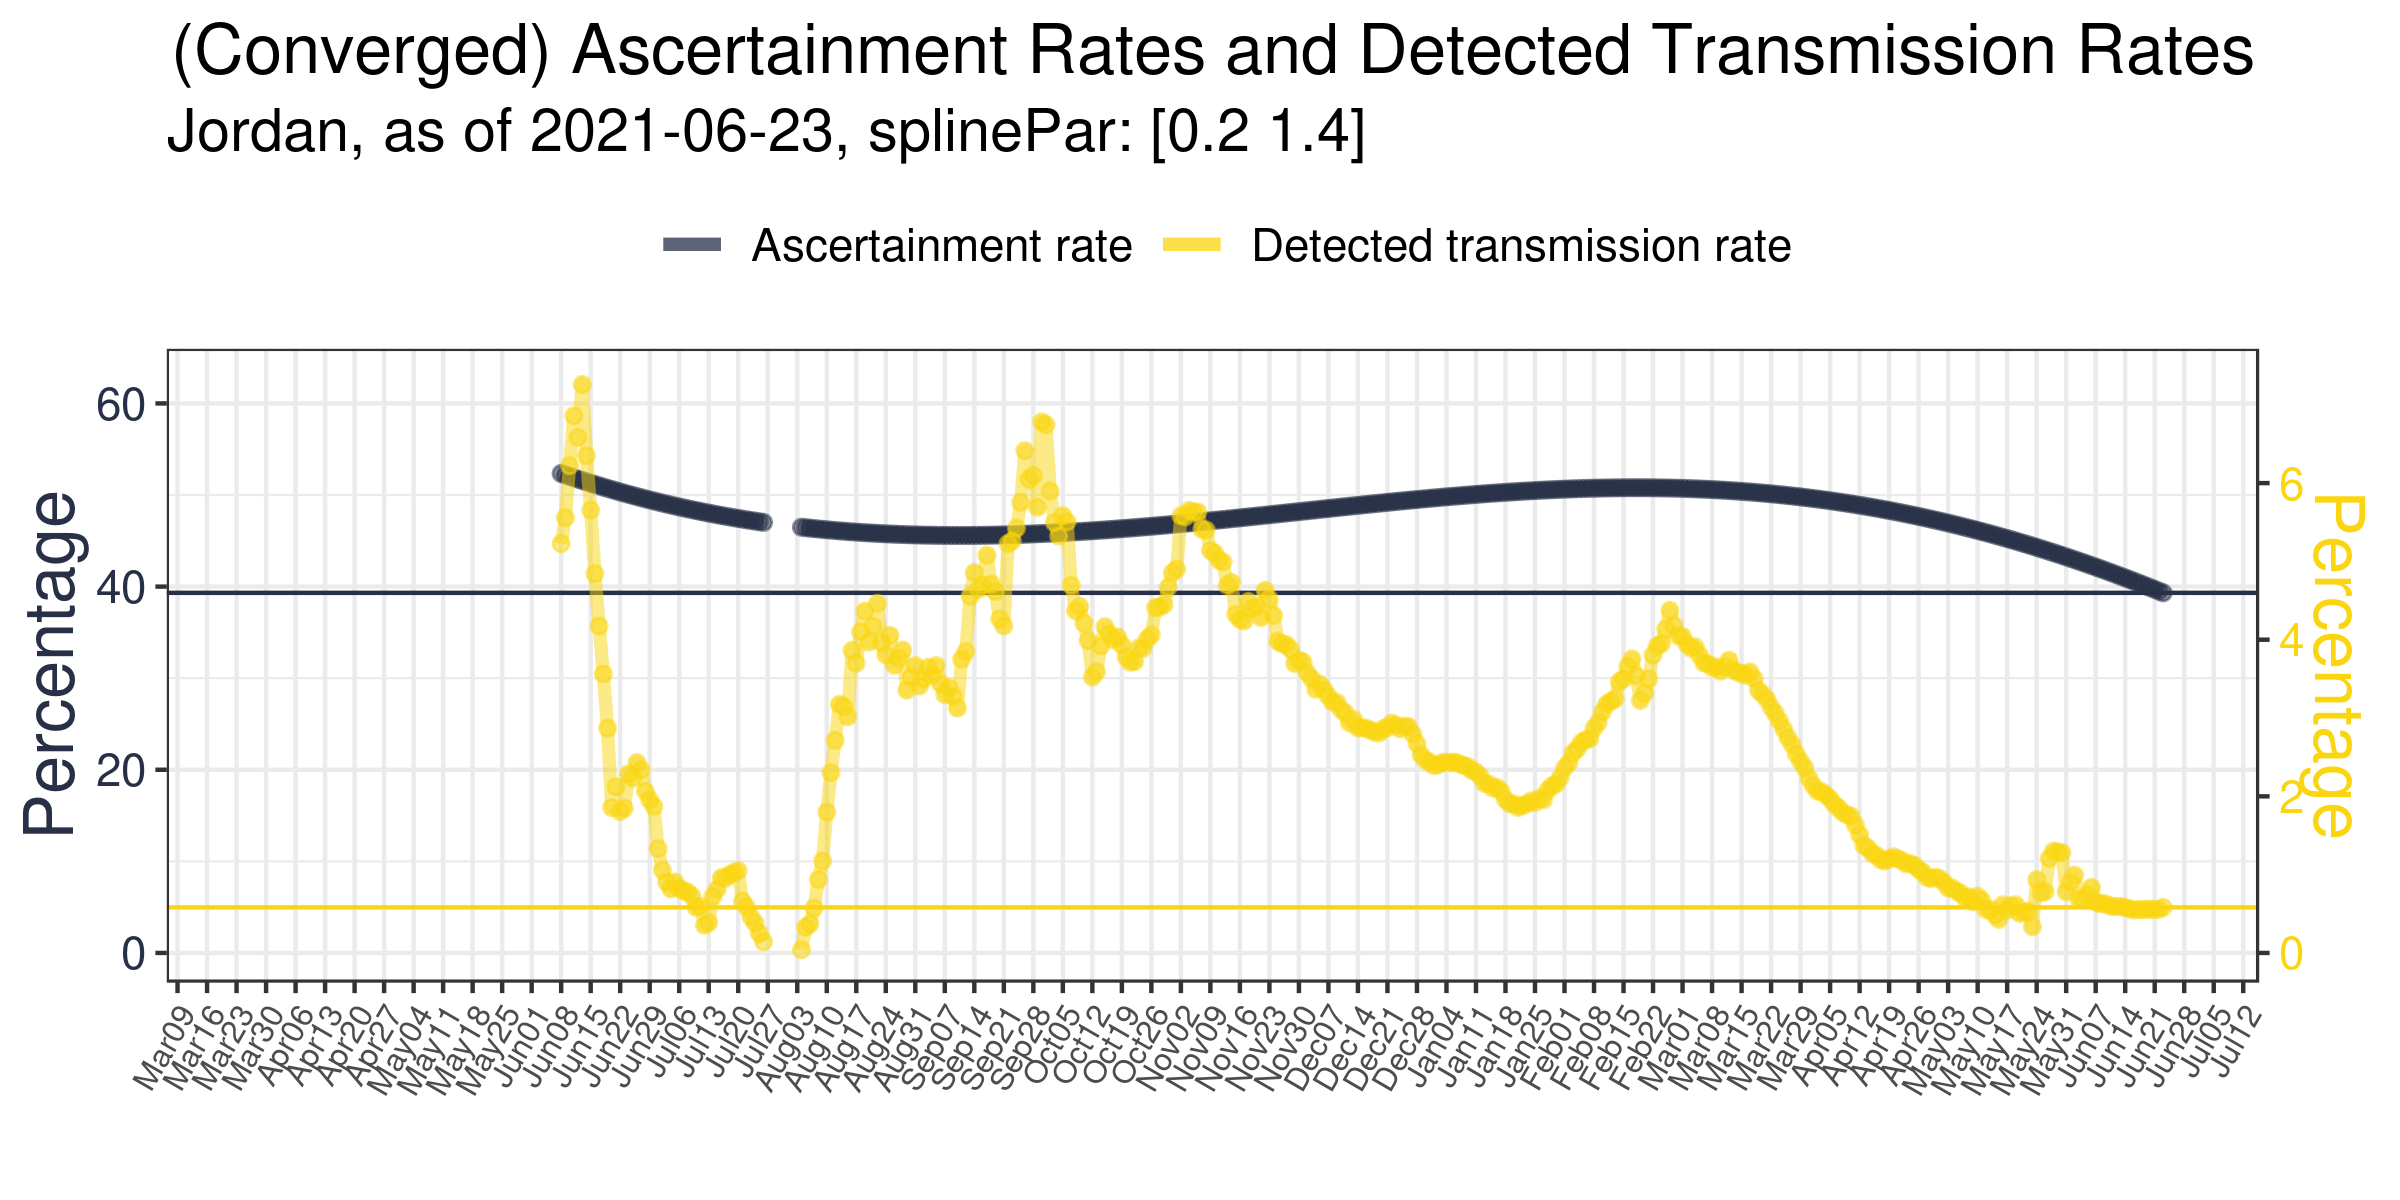 (Converged) Ascertainment Rates and Detected Transmission Rates
Jordan, as of 2021-06-23, splinePar: [0.2 1.4]
Ascertainment rate
Detected transmission rate
Percentage
60
40
20
0
6
4
2
0
Percentage
Mar09
Mar16
Mar23
Mar30
Apr06
Apr13
Apr20
Apr27
May04
May11
May18
May25
Jun01
Jun08
Jun15
Jun22
Jun29
Jul06
Jul13
Jul20
Jul27
Aug03
Aug10
Aug17
Aug24
Aug31
Sep07
Sep14
Sep21
Sep28
Oct05
Oct12
Oct19
Oct26
Nov02
Nov09
Nov16
Nov23
Nov30
Dec07
Dec14
Dec21
Dec28
Jan04
Jan11
Jan18
Jan25
Feb01
Feb08
Feb15
Feb22
Mar01
Mar08
Mar15
Mar22
Mar29
Apr05
Apr12
Apr19
Apr26
May03
May10
May17
May24
May31
Jun07
Jun14
Jun21
Jun28
Jul05
Jul12